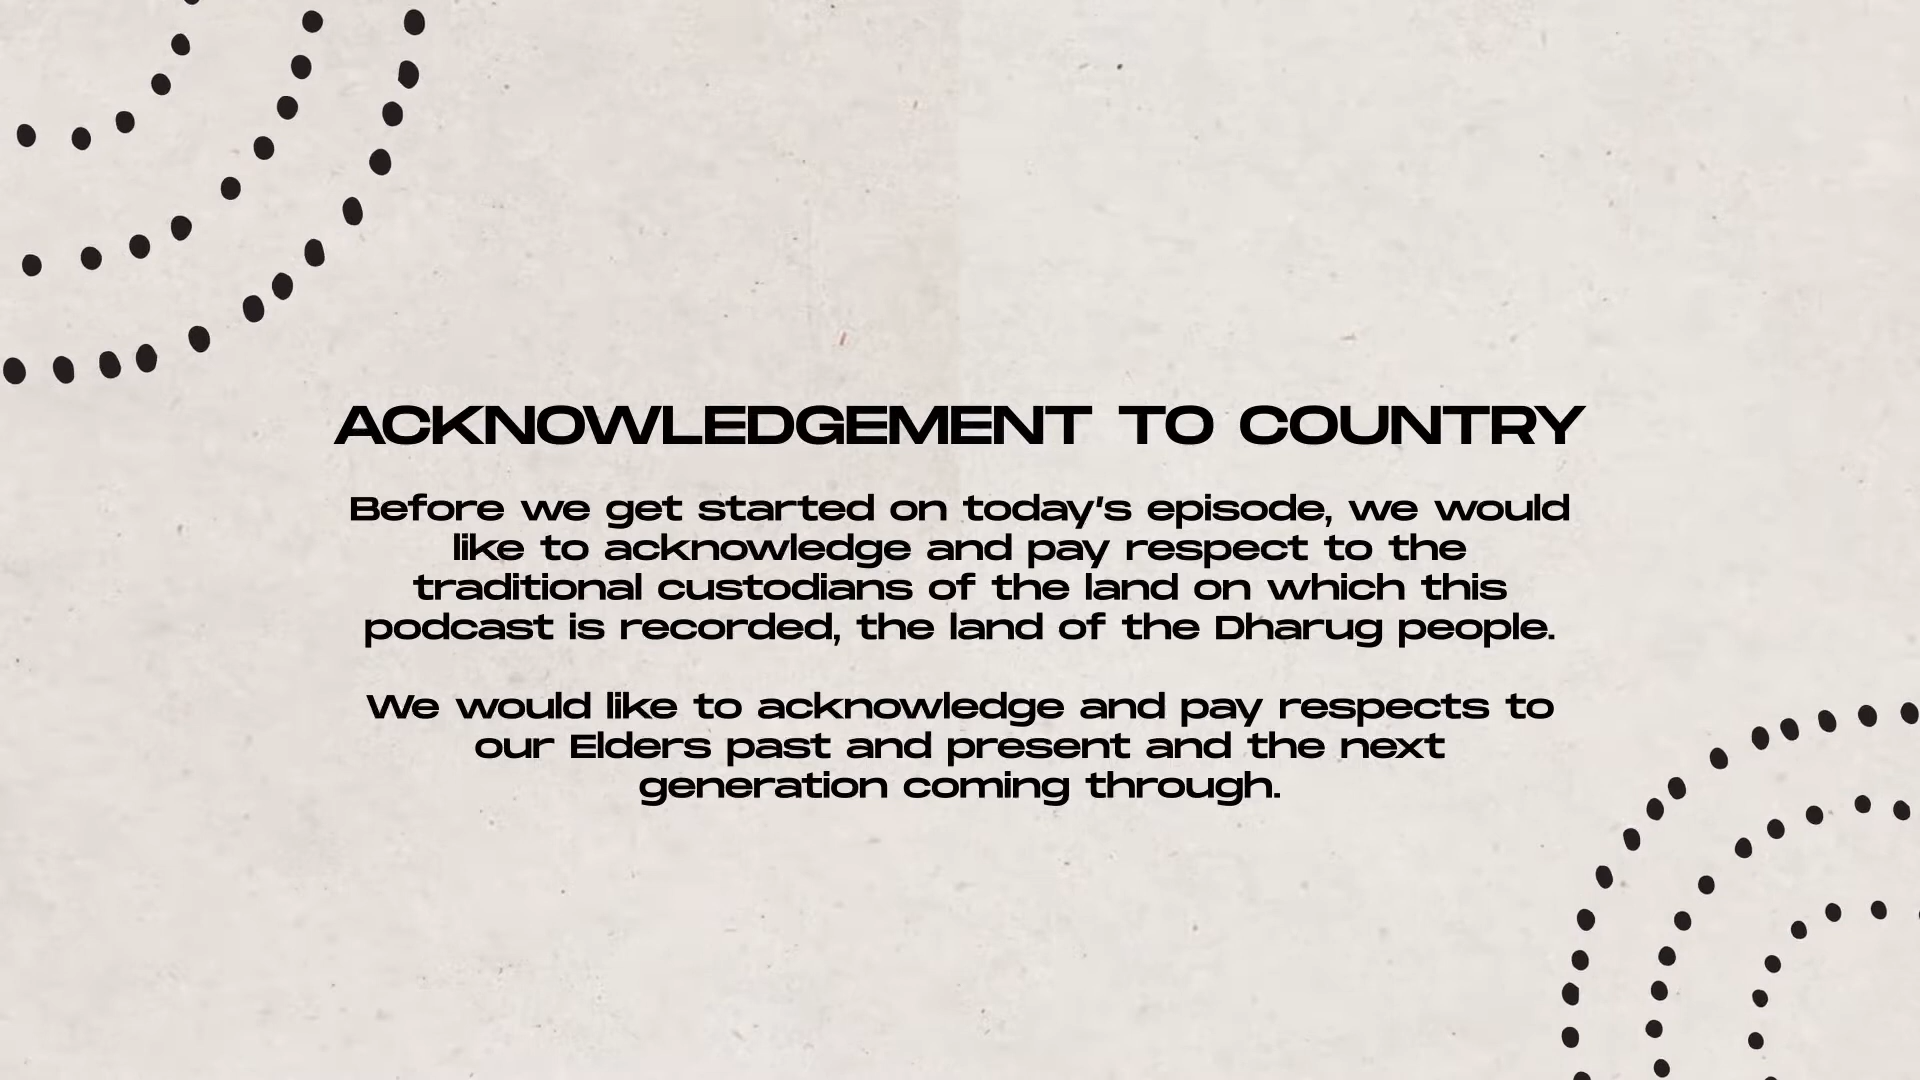 ACKNOWLEDGEMENT TO COUNTRY
Before we get started on today's episode, we would
like to acknowledge and pay respect to the
traditional custodians of the land on which this
podcast is recorded, the land of the Dharug people.
We would like to acknowledge and pay respects to
our Elders past and present and the next
generation coming through.